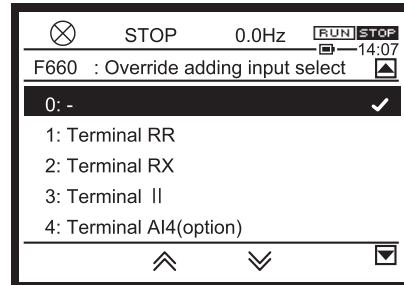 STOP 0.0Hz RUN STOP
14:07
F660 : Override adding input select
0: -
1: Terminal RR
2: Terminal RX
3: Terminal II
4: Terminal AI4(option)